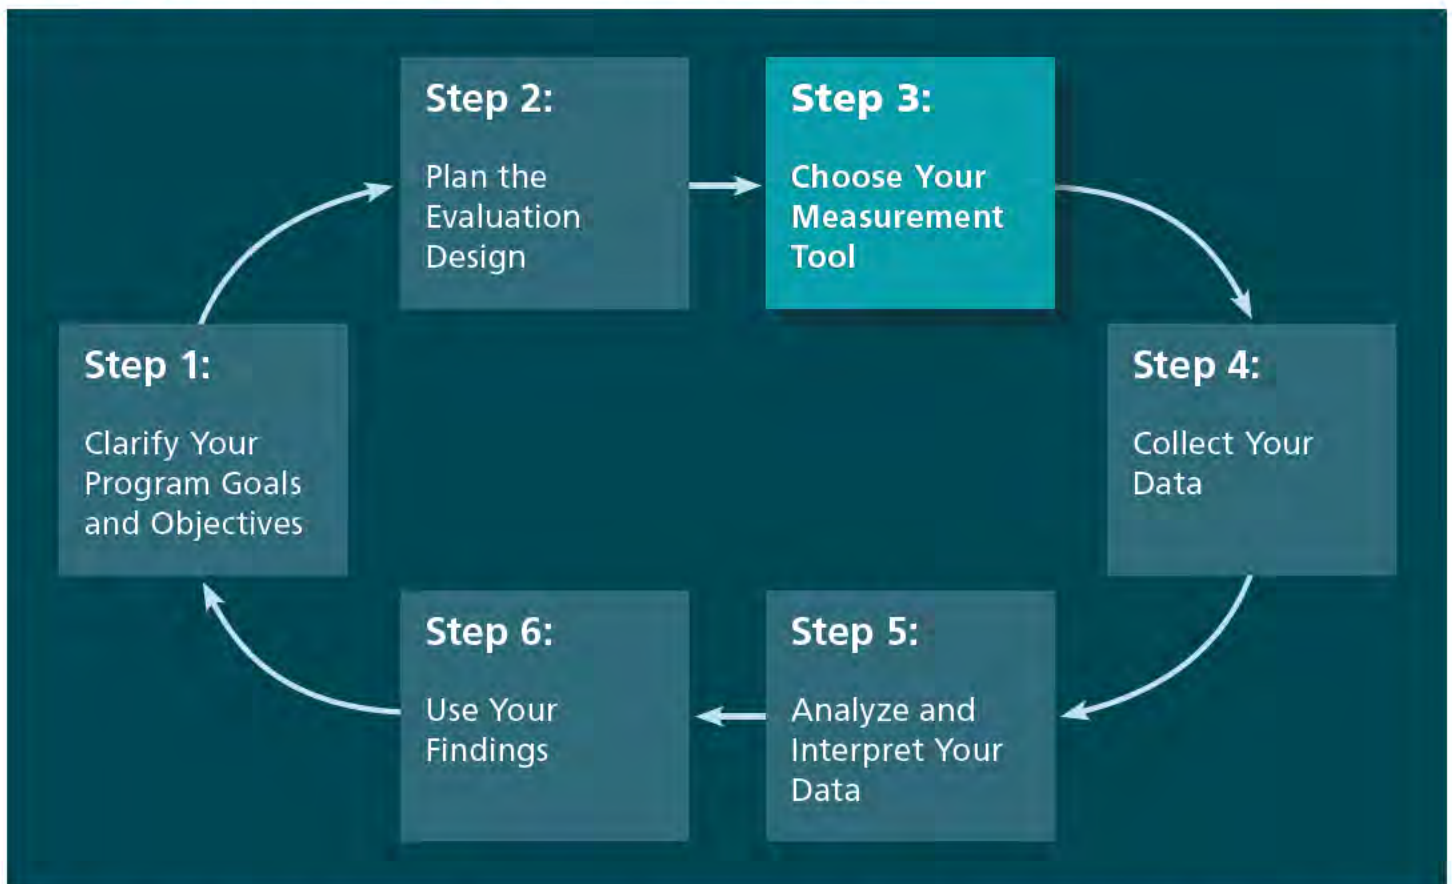 Step 1:
Clarify Your
Program Goals
and Objectives
Step 2:
Plan the
Evaluation
Design
Step 3:
Choose Your
Measurement
Tool
Step 4:
Collect Your
Data
Step 5:
Analyze and
Interpret Your
Data
Step 6:
Use Your
Findings